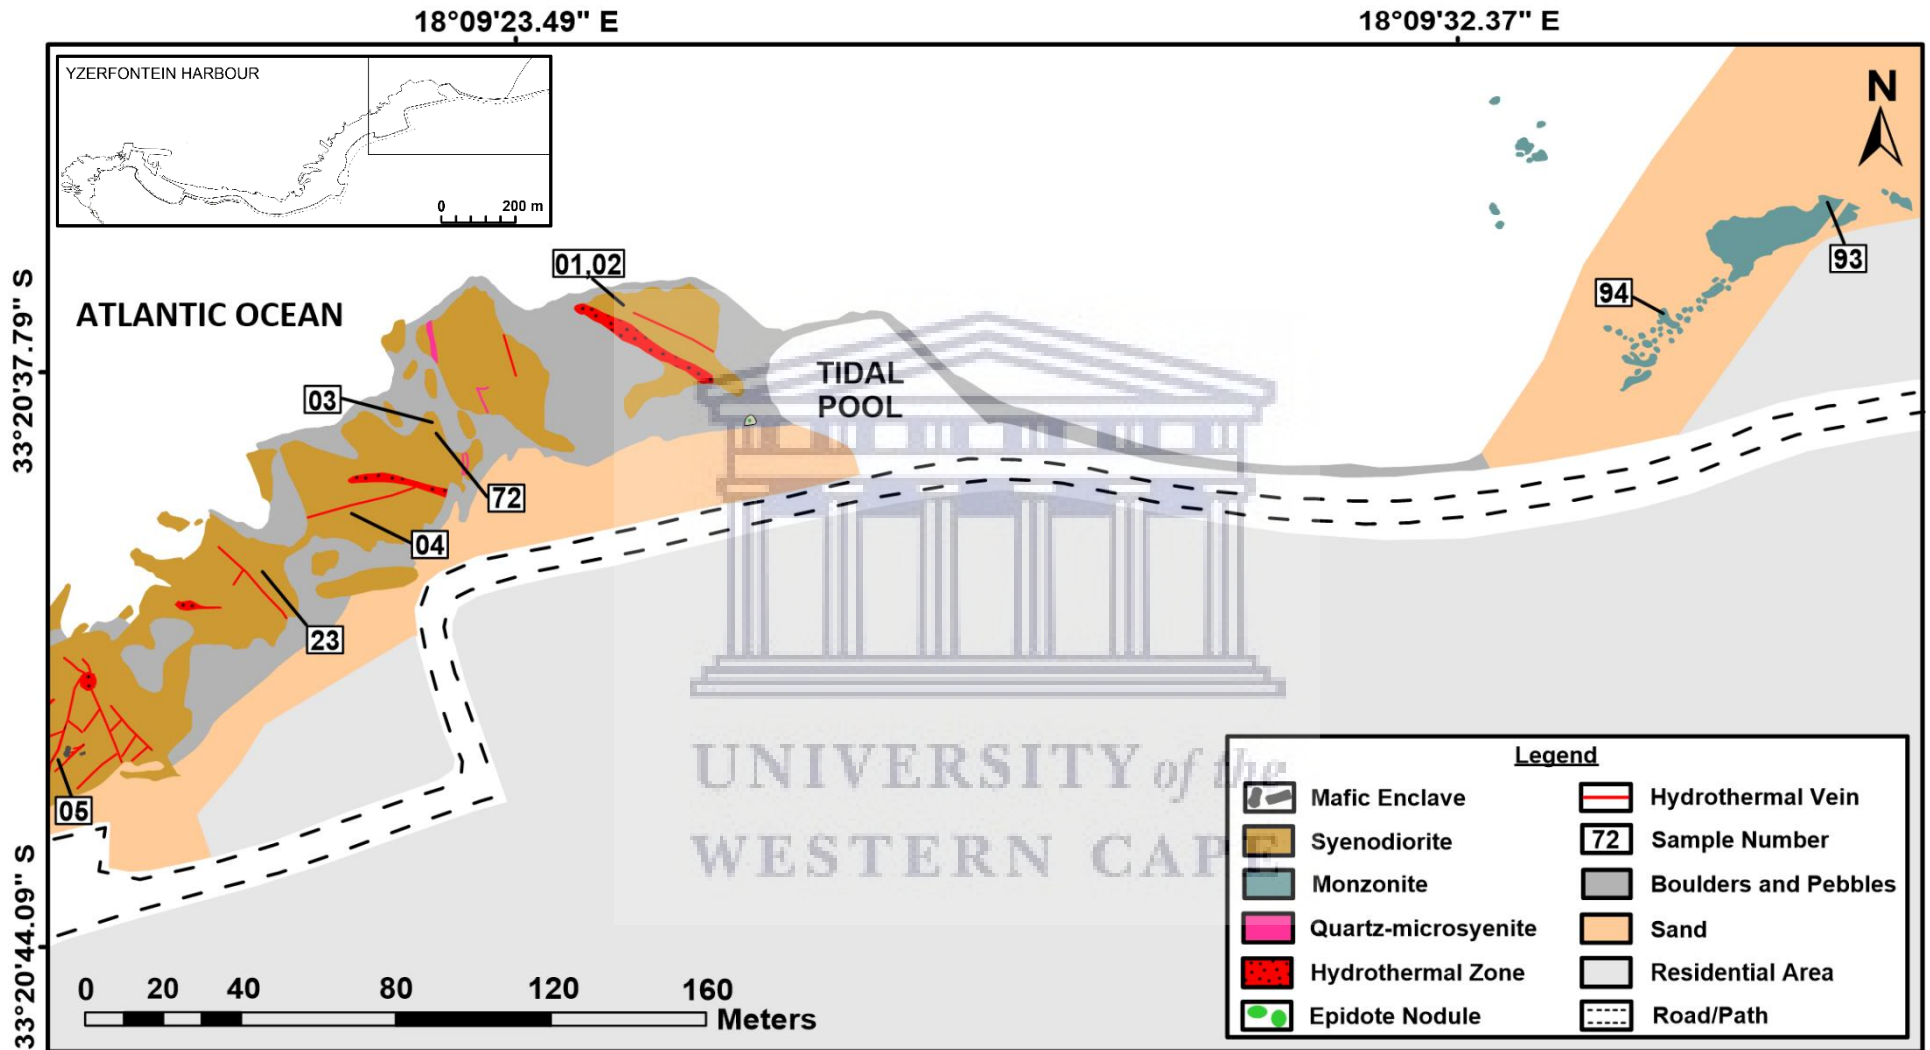 18°09'23.49" E
18°09'32.37" E
YZERFONTEIN HARBOUR
0 200 m
N
33°20'37.79" S
33°20'44.09" S
ATLANTIC OCEAN
01,02
93
94
TIDAL
POOL
03
72
04
23
05
UNIVERSITY of the
WESTERN CAPE
0 20 40 80 120 160
Meters
Legend
Mafic Enclave
Syenodiorite
Monzonite
Quartz-microsyenite
Hydrothermal Zone
Epidote Nodule
Hydrothermal Vein
72 Sample Number
Boulders and Pebbles
Sand
Residential Area
Road/Path